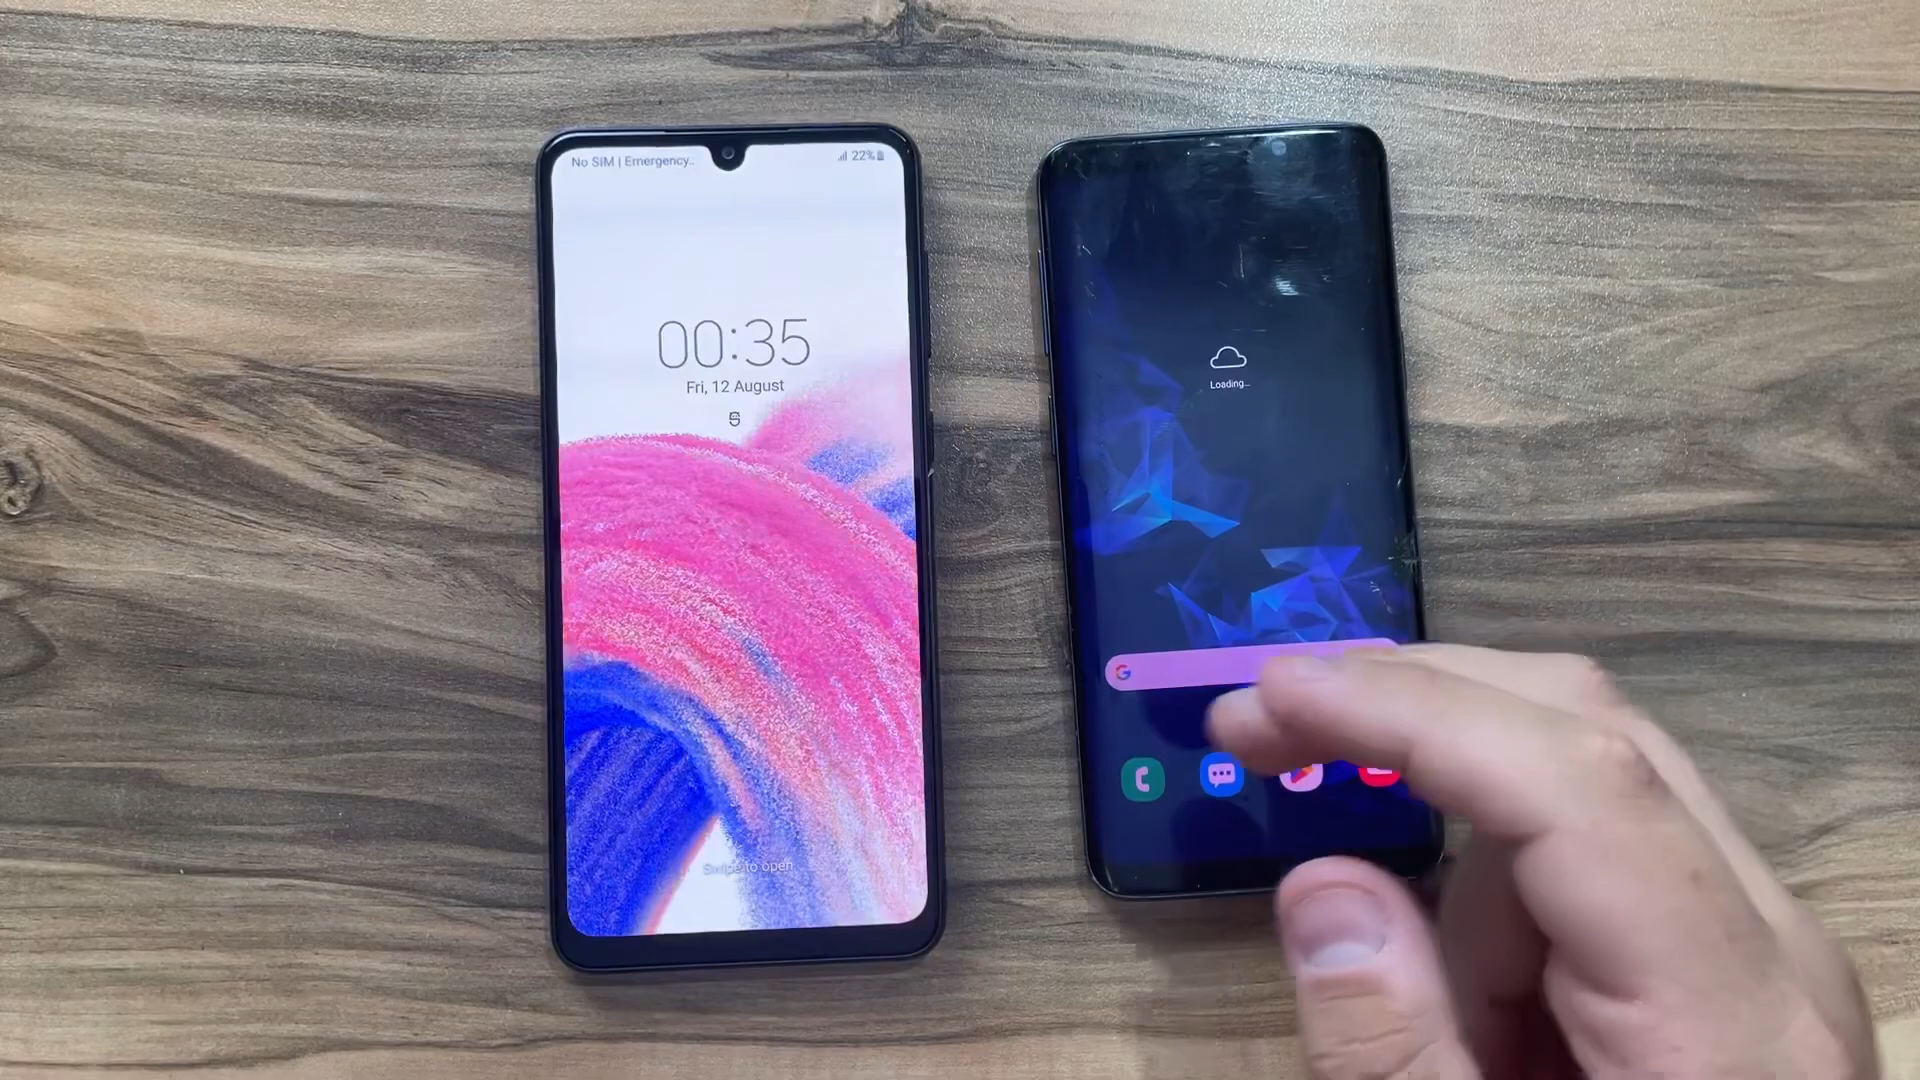 No SIM | Emergency..
22%
00:35
Fri, 12 August
Swipe to open
Loading...
G